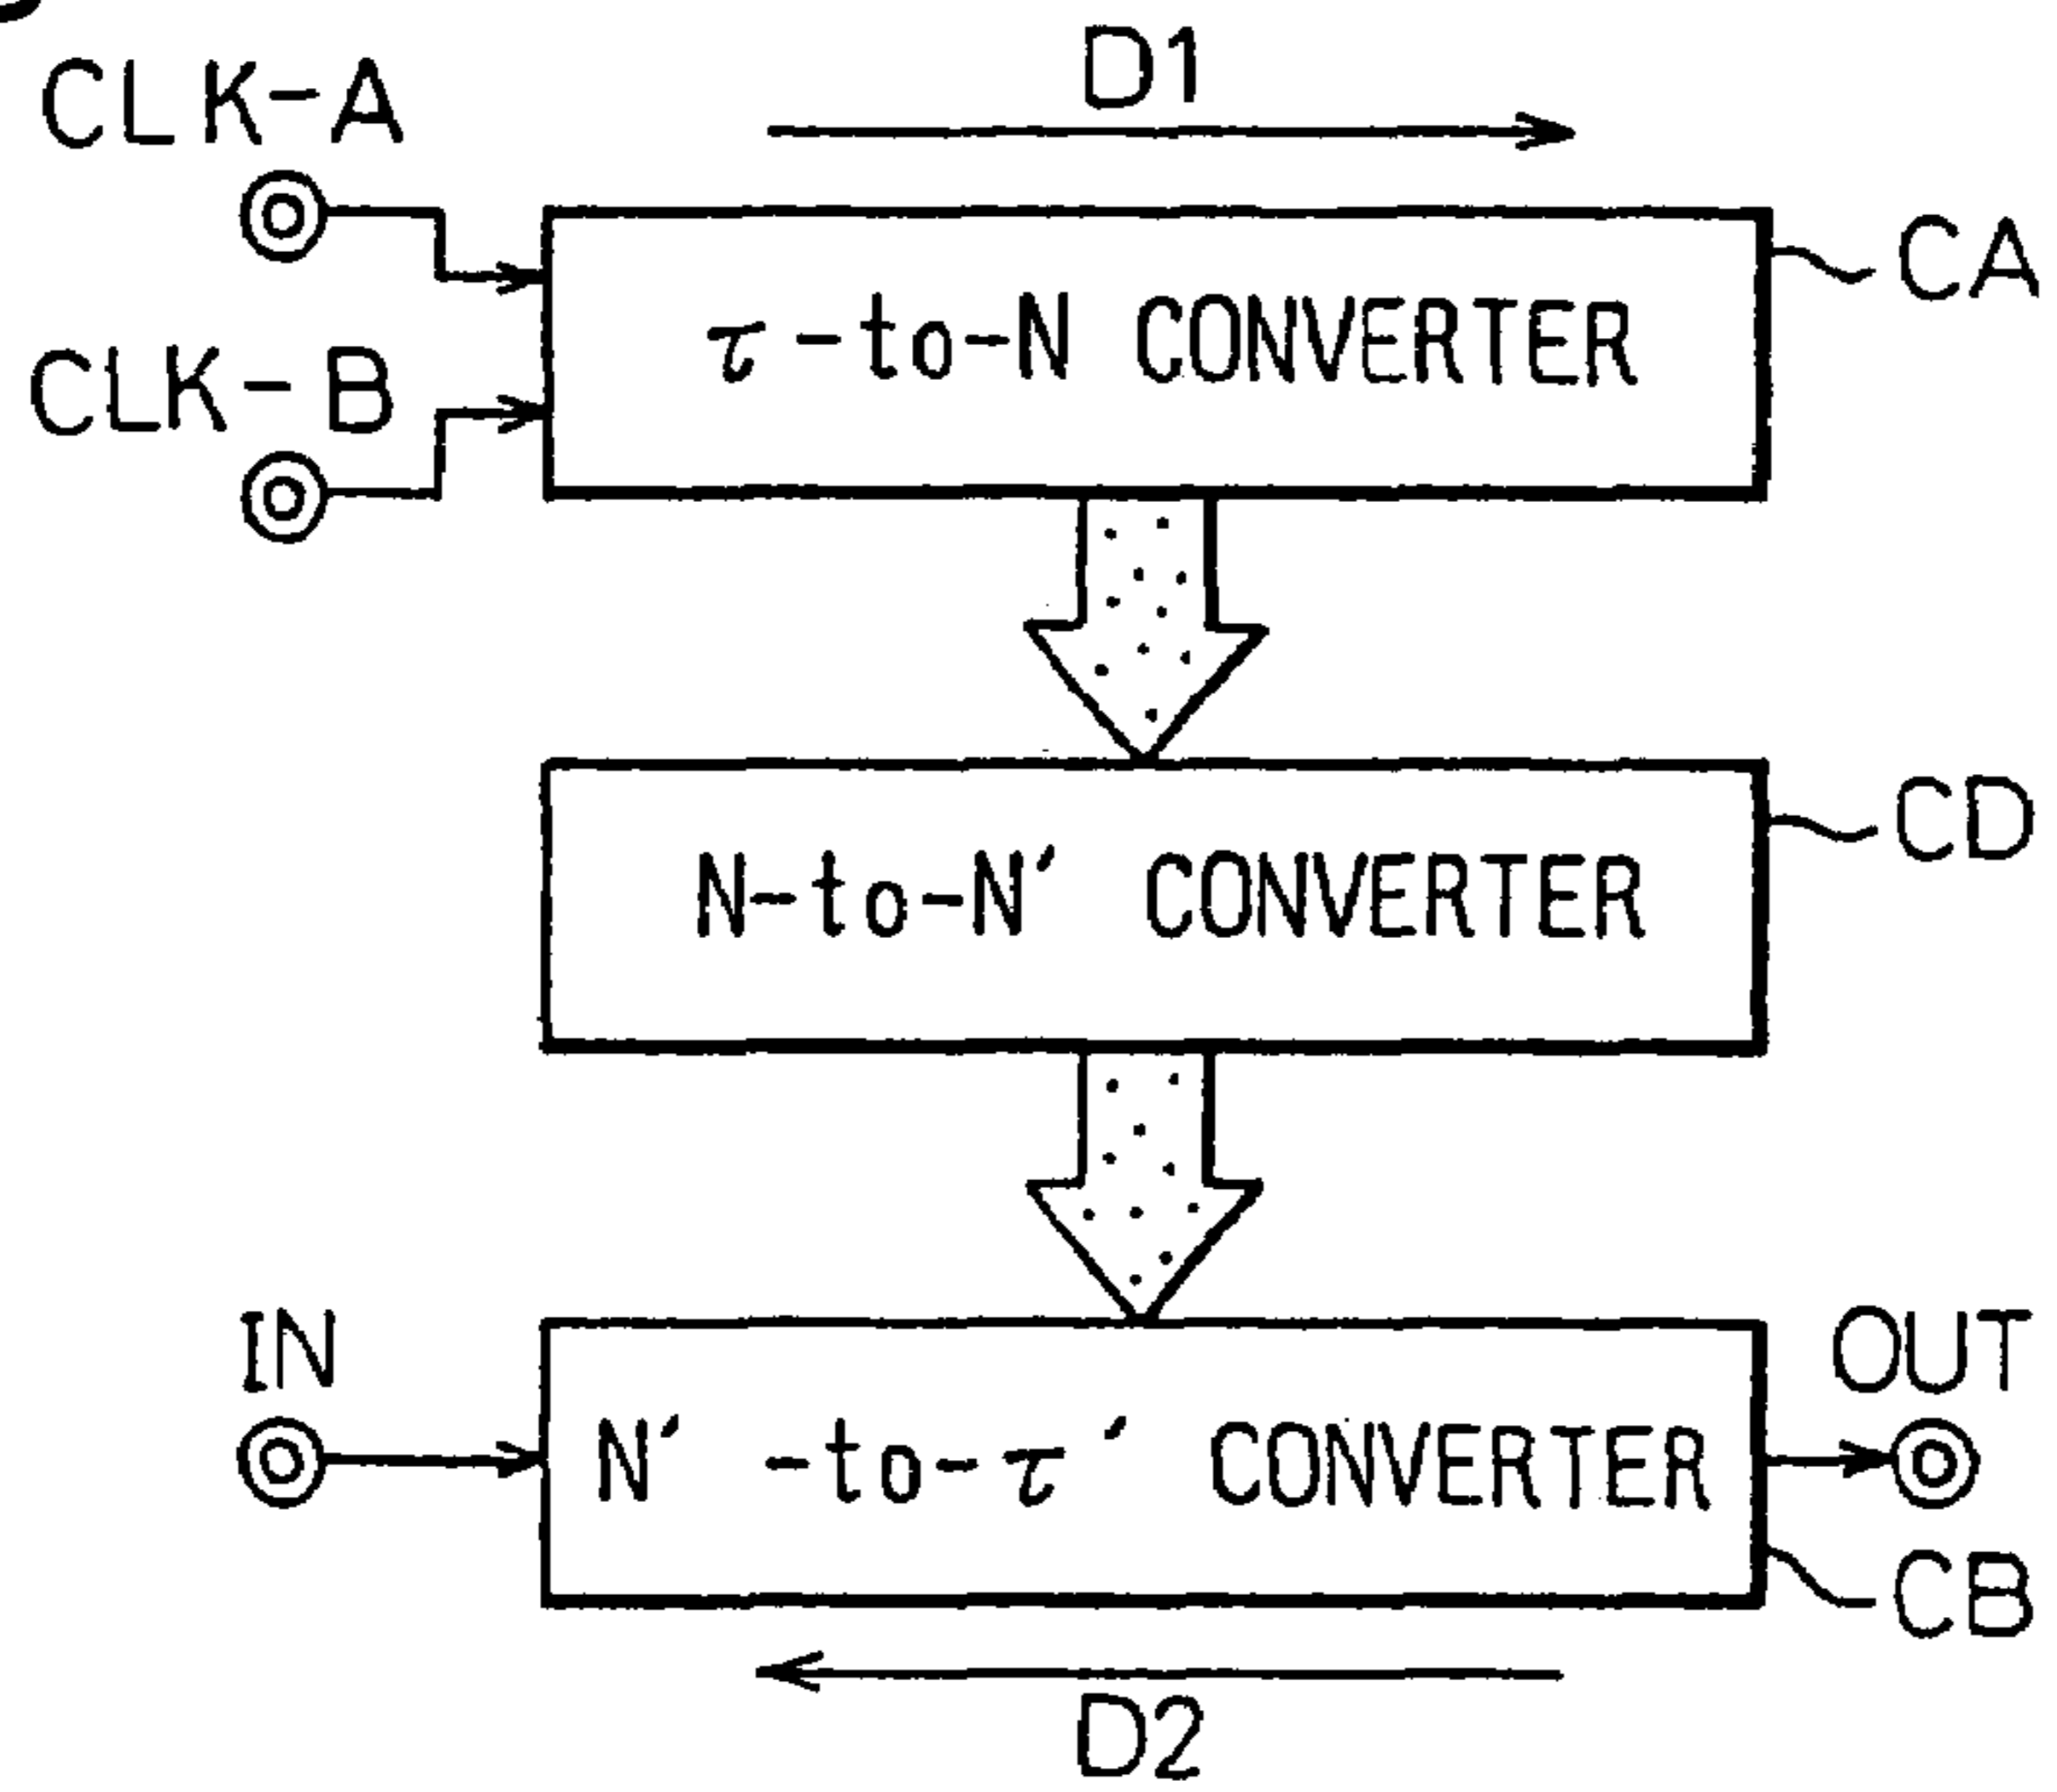 D1
CLK-A
CA
τ-to-N CONVERTER
CLK-B
CD
N-to-N' CONVERTER
IN
OUT
N' -to-τ' CONVERTER
CB
D2